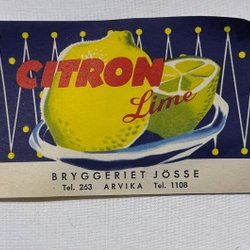 CITRON
Lime
BRYGGERIET JÖSSE
Tel. 263 ARVIKA Tel. 1108